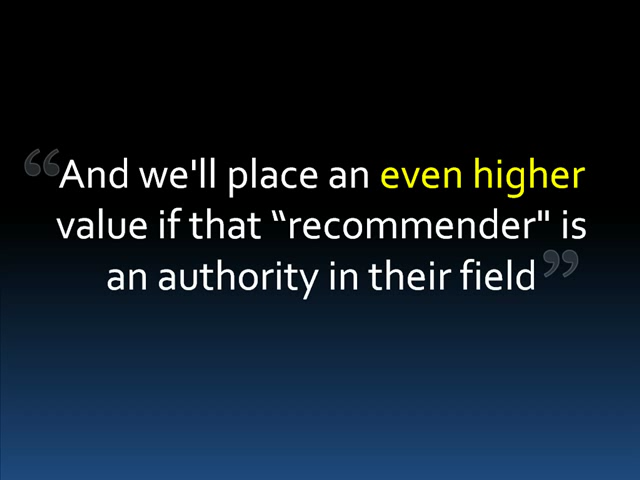 “And we'll place an even higher
value if that “recommender" is
an authority in their field”